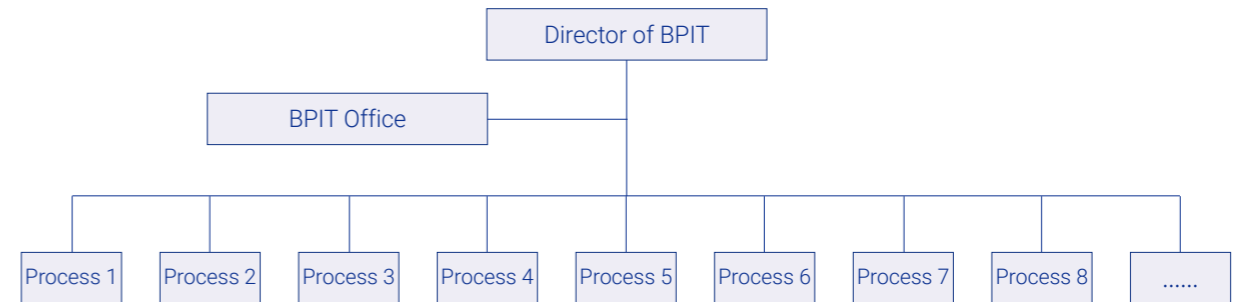 Director of BPIT
BPIT Office
Process 1
Process 2
Process 3
Process 4
Process 5
Process 6
Process 7
Process 8
......